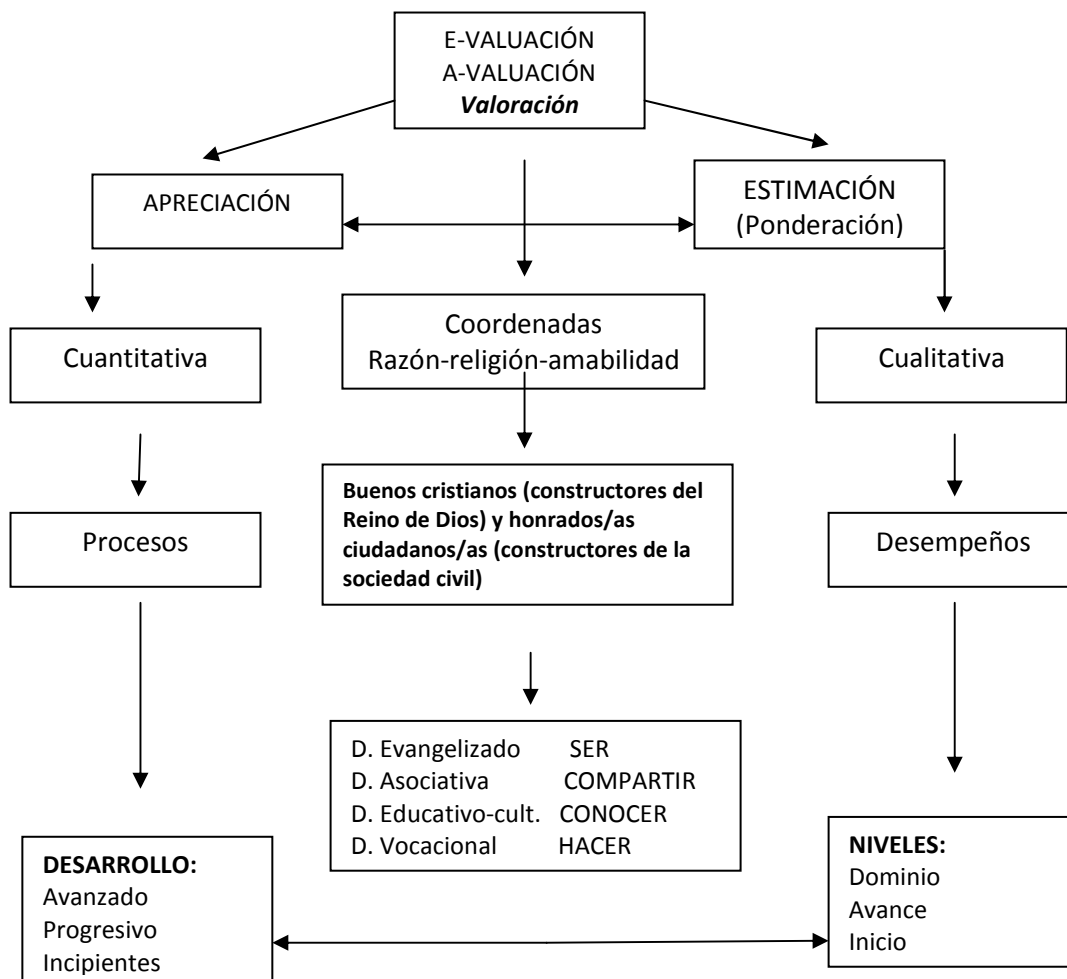 E-VALUACIÓN
A-VALUACIÓN
Valoración
APRECIACIÓN
ESTIMACIÓN
(Ponderación)
Cuantitativa
Coordenadas
Razón-religión-amabilidad
Cualitativa
Procesos
Buenos cristianos (constructores del
Reino de Dios) y honrados/as
ciudadanos/as (constructores de la
sociedad civil)
Desempeños
D. Evangelizado SER
D. Asociativa COMPARTIR
D. Educativo-cult. CONOCER
D. Vocacional HACER
DESARROLLO:
Avanzado
Progresivo
Incipientes
NIVELES:
Dominio
Avance
Inicio